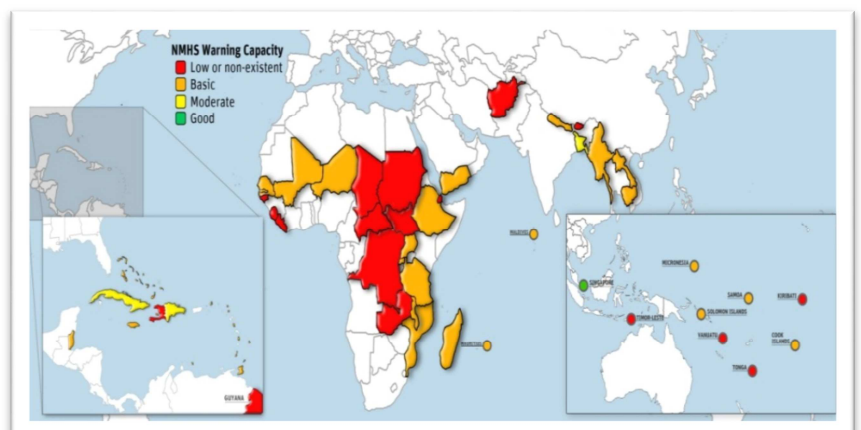 NMHS Warning Capacity
Low or non-existent
Basic
Moderate
Good
MALDIVES
MAURITIUS
GUYANA
MICRONESIA
SINGAPORE
SAMOA
KIRIBATI
SOLOMON ISLANDS
TIMOR-LESTE
VANUATU
COOK
ISLANDS
TONGA